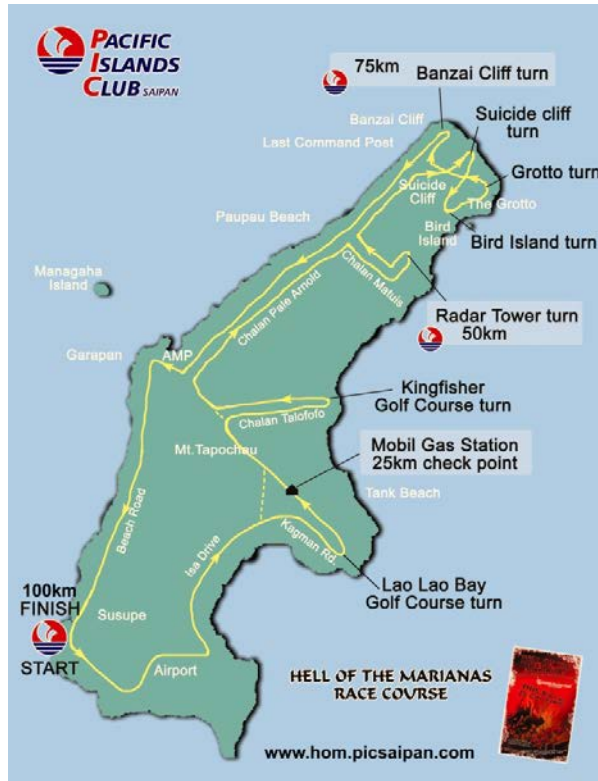 PACIFIC
ISLANDS
CLUB SAIPAN
75km Banzai Cliff turn
Banzai Cliff
Suicide cliff
turn
Last Command Post
Grotto turn
Suicide
Cliff
The Grotto
Paupau Beach
Bird
Island
Bird Island turn
Chalan Matuis
Managaha
Island
Chalan Pale Arnold
Radar Tower turn
50km
Garapan
AMP
Kingfisher
Golf Course turn
Chalan Talofofo
Mt.Tapochau
Mobil Gas Station
25km check point
Tank Beach
Beach Road
Kagman Rd.
Isa Drive
Lao Lao Bay
Golf Course turn
100km
FINISH
Susupe
START
Airport
HELL OF THE MARIANAS
RACE COURSE
www.hom.picsaipan.com